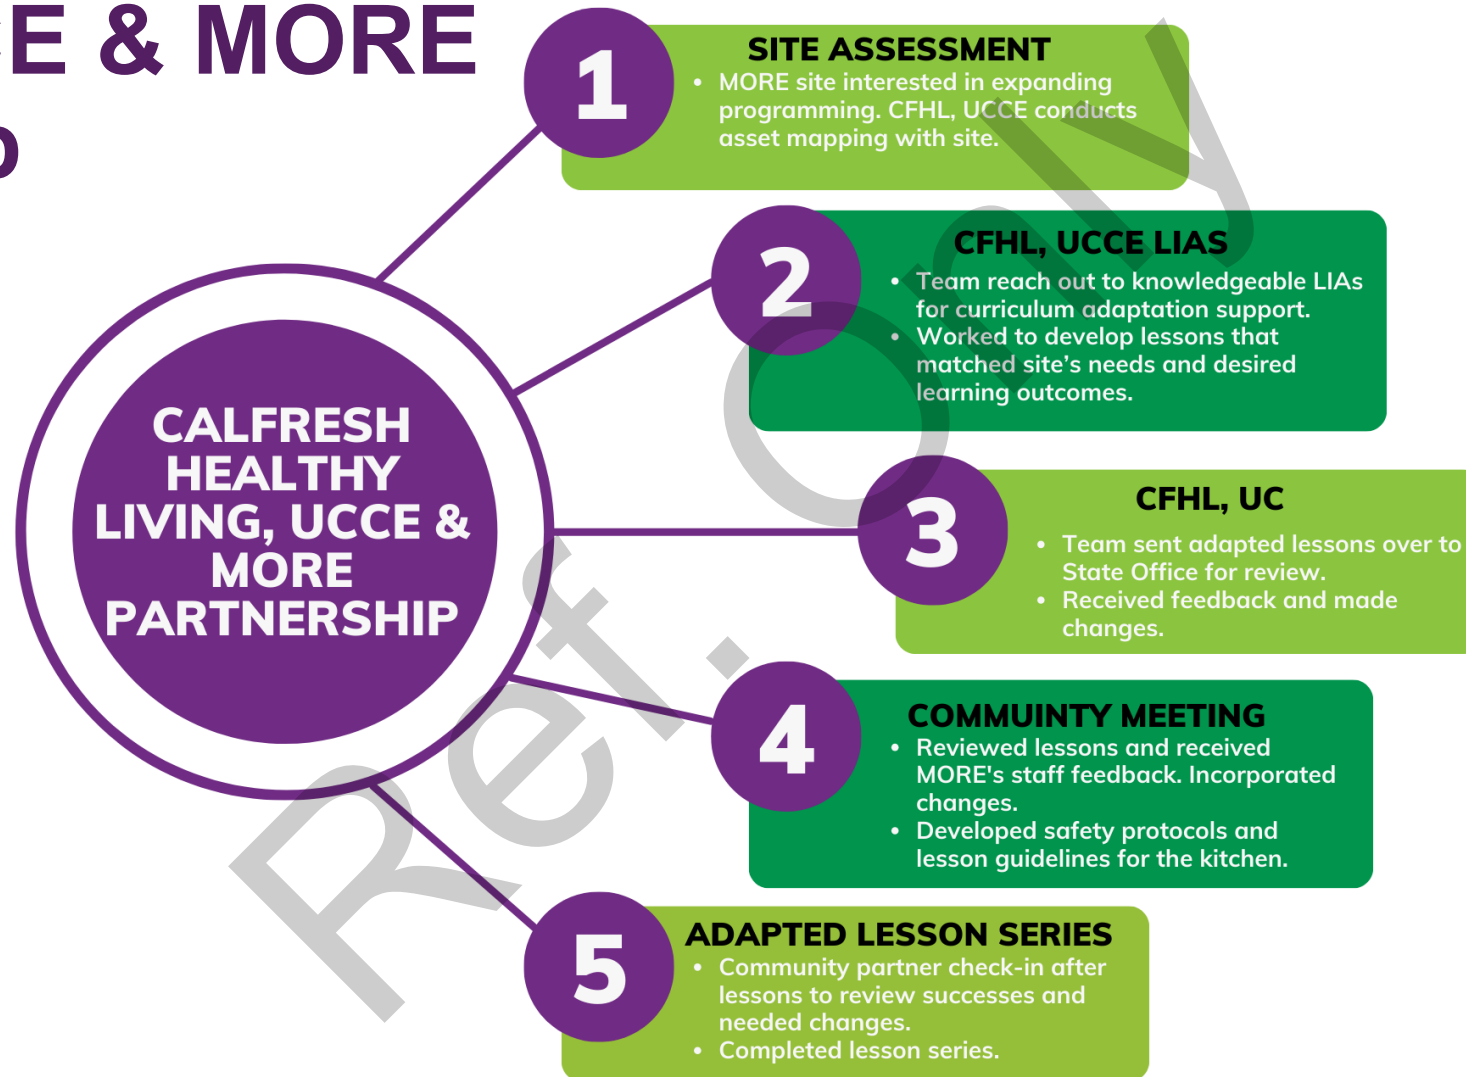 CE & MORE
p
1
SITE ASSESSMENT
• MORE site interested in expanding
programming. CFHL, UCCE conducts
asset mapping with site.
2
CFHL, UCCE LIAS
• Team reach out to knowledgeable LIAs
for curriculum adaptation support.
• Worked to develop lessons that
matched site's needs and desired
learning outcomes.
CALFRESH
HEALTHY
LIVING, UCCE &
MORE
PARTNERSHIP
3
CFHL, UC
• Team sent adapted lessons over to
State Office for review.
• Received feedback and made
changes.
4
COMMUINTY MEETING
• Reviewed lessons and received
MORE's staff feedback. Incorporated
changes.
• Developed safety protocols and
lesson guidelines for the kitchen.
5
ADAPTED LESSON SERIES
• Community partner check-in after
lessons to review successes and
needed changes.
• Completed lesson series.
Ref. Only